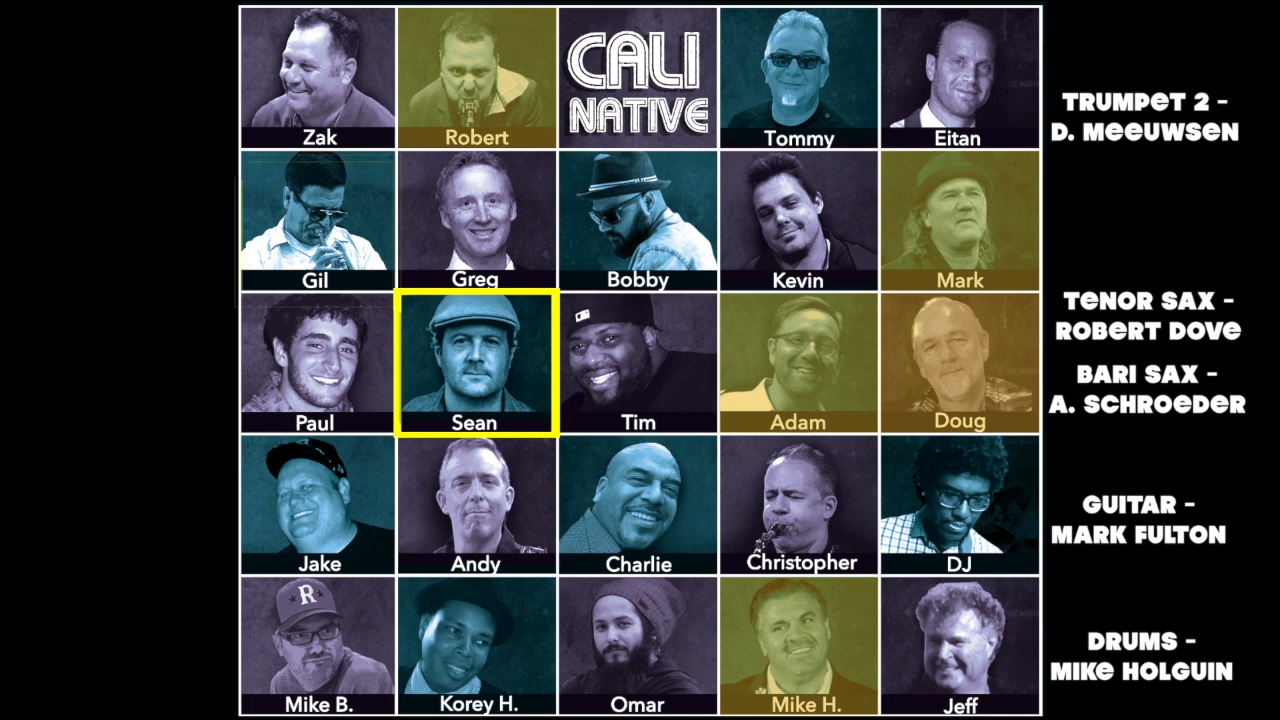 CALI
NATIVE
Zak
Robert
Tommy
Eitan
TRUMPET 2 -
D. MEEUWSEN
Gil
Greg
Bobby
Kevin
Mark
TENOR SAX -
ROBERT DOVE
BARI SAX -
A. SCHROEDER
R
Paul
Sean
Tim
Adam
Doug
GUITAR -
MARK FULTON
Jake
Andy
Charlie
Christopher
DJ
DRUMS -
MIKE HOLGUIN
Mike B.
Korey H.
Omar
Mike H.
Jeff